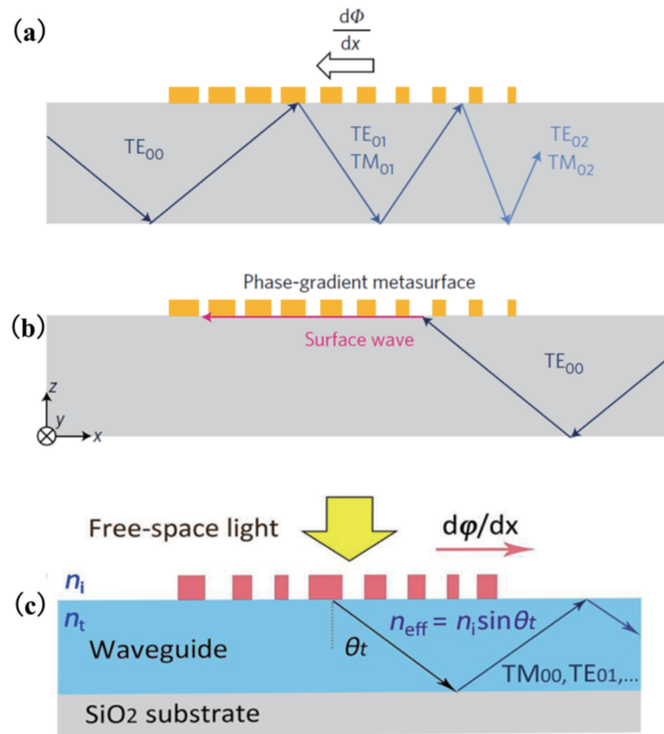 (a)
dΦ
dx
TE00
TE01
TM01
TE02
TM02
Phase-gradient metasurface
(b)
Surface wave
TE00
z
y
x
Free-space light
dφ/dx
ni
(c)
nt
neff = ni sinθt
Waveguide
θt
TM00,TE01,...
SiO2 substrate